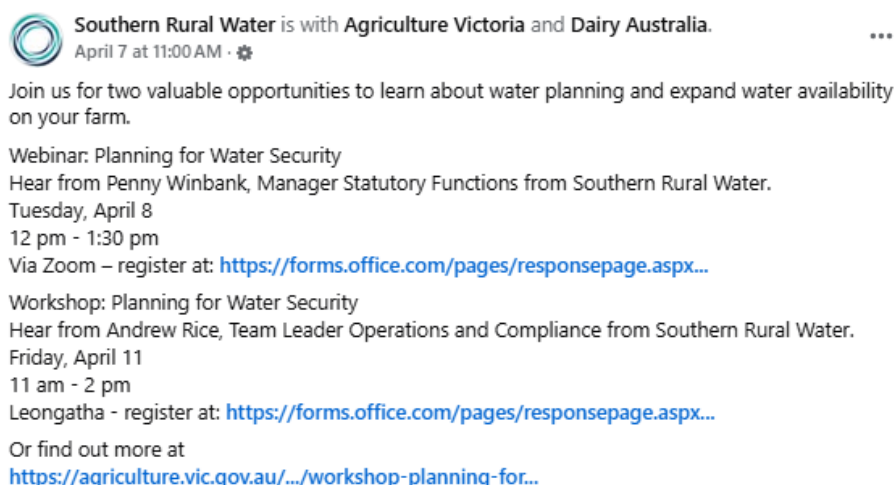 Southern Rural Water is with Agriculture Victoria and Dairy Australia.
April 7 at 11:00 AM ·
Join us for two valuable opportunities to learn about water planning and expand water availability
on your farm.
Webinar: Planning for Water Security
Hear from Penny Winbank, Manager Statutory Functions from Southern Rural Water.
Tuesday, April 8
12 pm - 1:30 pm
Via Zoom – register at: https://forms.office.com/pages/responsepage.aspx...
Workshop: Planning for Water Security
Hear from Andrew Rice, Team Leader Operations and Compliance from Southern Rural Water.
Friday, April 11
11 am - 2 pm
Leongatha - register at: https://forms.office.com/pages/responsepage.aspx...
Or find out more at
https://agriculture.vic.gov.au/.../workshop-planning-for...